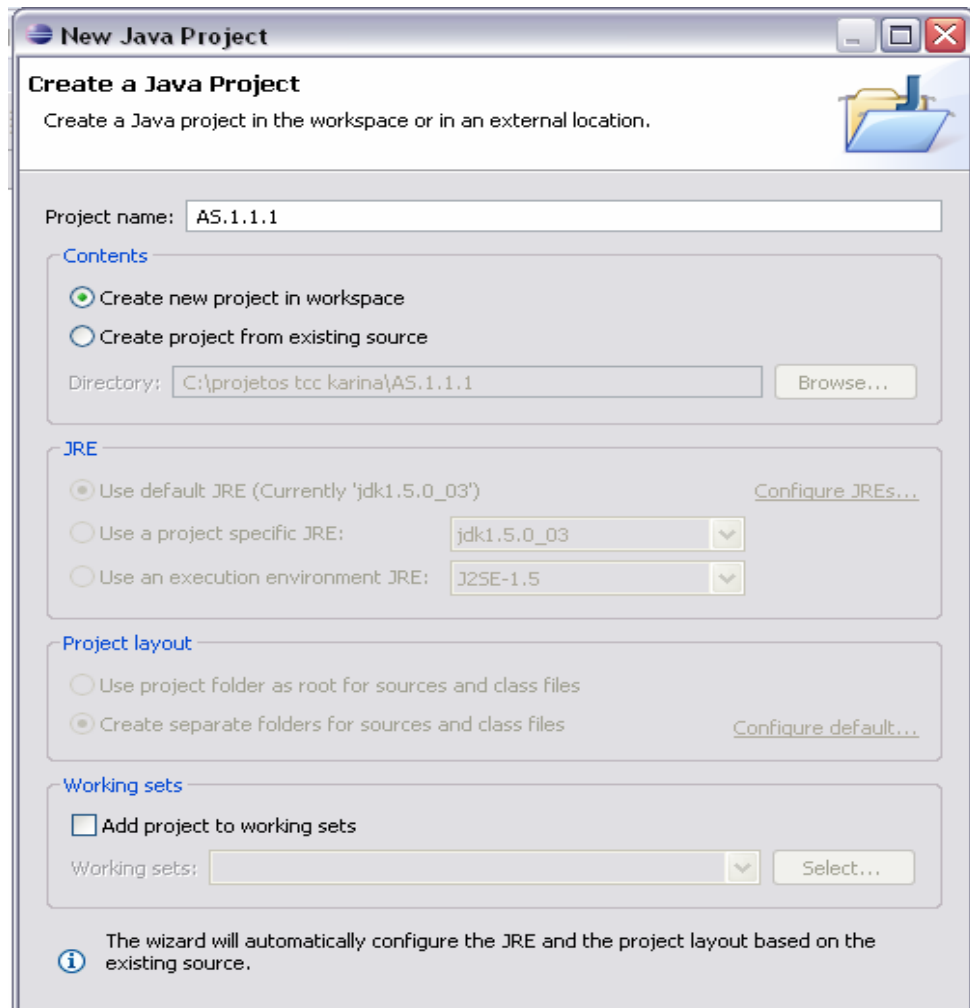 New Java Project
Create a Java Project
Create a Java project in the workspace or in an external location.
Project name: AS.1.1.1
Contents
Create new project in workspace
Create project from existing source
Directory: C:\projetos tcc karina\AS.1.1.1 Browse...
JRE
Use default JRE (Currently 'jdk1.5.0_03') Configure JREs...
Use a project specific JRE: jdk1.5.0_03
Use an execution environment JRE: J2SE-1.5
Project layout
Use project folder as root for sources and class files
Create separate folders for sources and class files Configure default...
Working sets
Add project to working sets
Working sets: Select...
The wizard will automatically configure the JRE and the project layout based on the
existing source.